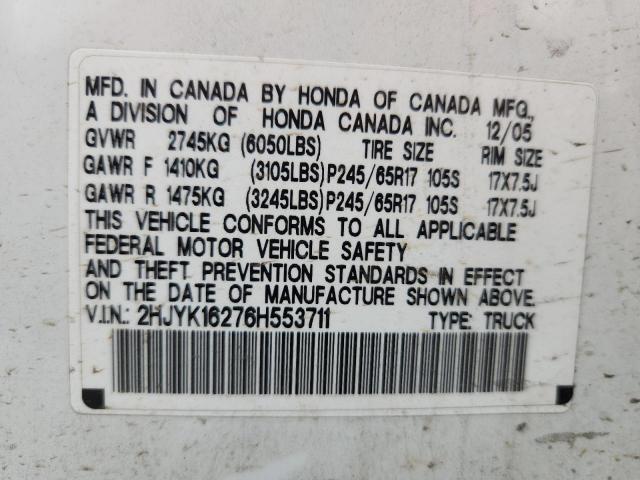 MFD. IN CANADA BY HONDA OF CANADA MFG.,
A DIVISION OF HONDA CANADA INC. 12/05
GVWR 2745KG (6050LBS) TIRE SIZE RIM SIZE
GAWR F 1410KG (3105LBS) P245/65R17 105S 17X7.5J
GAWR R 1475KG (3245LBS) P245/65R17 105S 17X7.5J
THIS VEHICLE CONFORMS TO ALL APPLICABLE
FEDERAL MOTOR VEHICLE SAFETY
AND THEFT PREVENTION STANDARDS IN EFFECT
ON THE DATE OF MANUFACTURE SHOWN ABOVE.
V.I.N.: 2HJYK16276H553711 TYPE: TRUCK